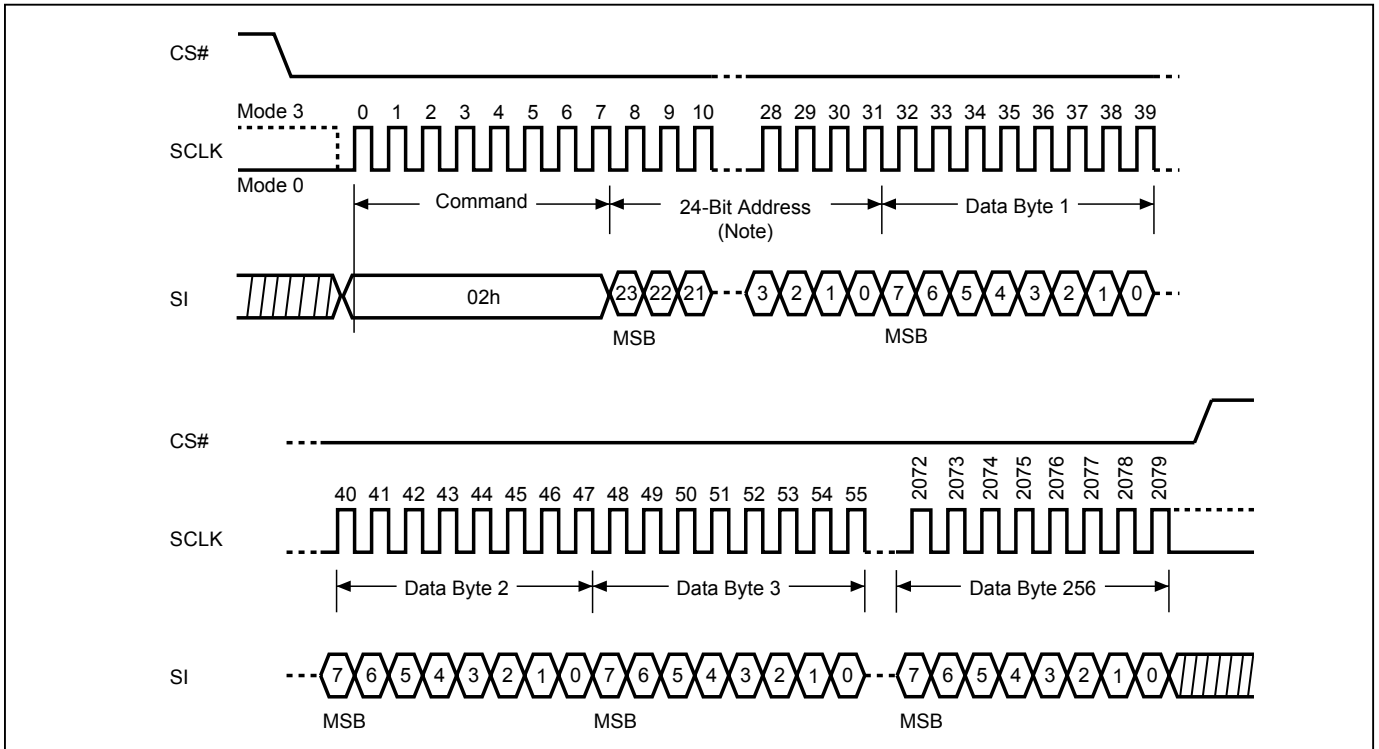 CS#
Mode 3
0 1 2 3 4 5 6 7 8 9 10 28 29 30 31 32 33 34 35 36 37 38 39
SCLK
Mode 0
Command
24-Bit Address
(Note)
Data Byte 1
SI
02h
23 22 21 3 2 1 0 7 6 5 4 3 2 1 0
MSB MSB
CS#
40 41 42 43 44 45 46 47 48 49 50 51 52 53 54 55 2072 2073 2074 2075 2076 2077 2078 2079
SCLK
Data Byte 2 Data Byte 3 Data Byte 256
SI
7 6 5 4 3 2 1 0 7 6 5 4 3 2 1 0 7 6 5 4 3 2 1 0
MSB MSB MSB